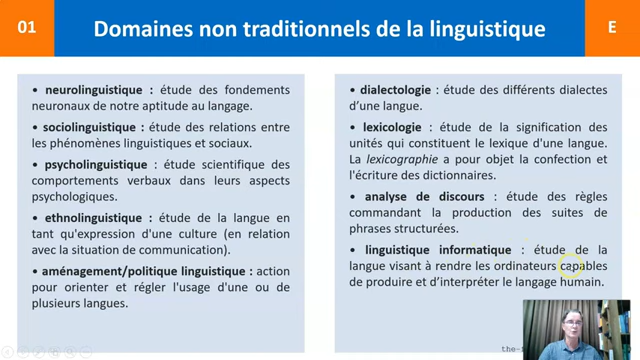 01
Domaines non traditionnels de la linguistique
E
• neurolinguistique : étude des fondements
neuronaux de notre aptitude au langage.
• sociolinguistique : étude des relations entre
les phénomènes linguistiques et sociaux.
• psycholinguistique : étude scientifique des
comportements verbaux dans leurs aspects
psychologiques.
• ethnolinguistique : étude de la langue en
tant qu'expression d'une culture (en relation
avec la situation de communication).
• aménagement/politique linguistique : action
pour orienter et régler l'usage d'une ou de
plusieurs langues.
• dialectologie : étude des différents dialectes
d'une langue.
• lexicologie : étude de la signification des
unités qui constituent le lexique d'une langue.
La lexicographie a pour objet la confection et
l'écriture des dictionnaires.
• analyse de discours : étude des règles
commandant la production des suites de
phrases structurées.
• linguistique informatique : étude de la
langue visant à rendre les ordinateurs capables
de produire et d'interpréter le langage humain.